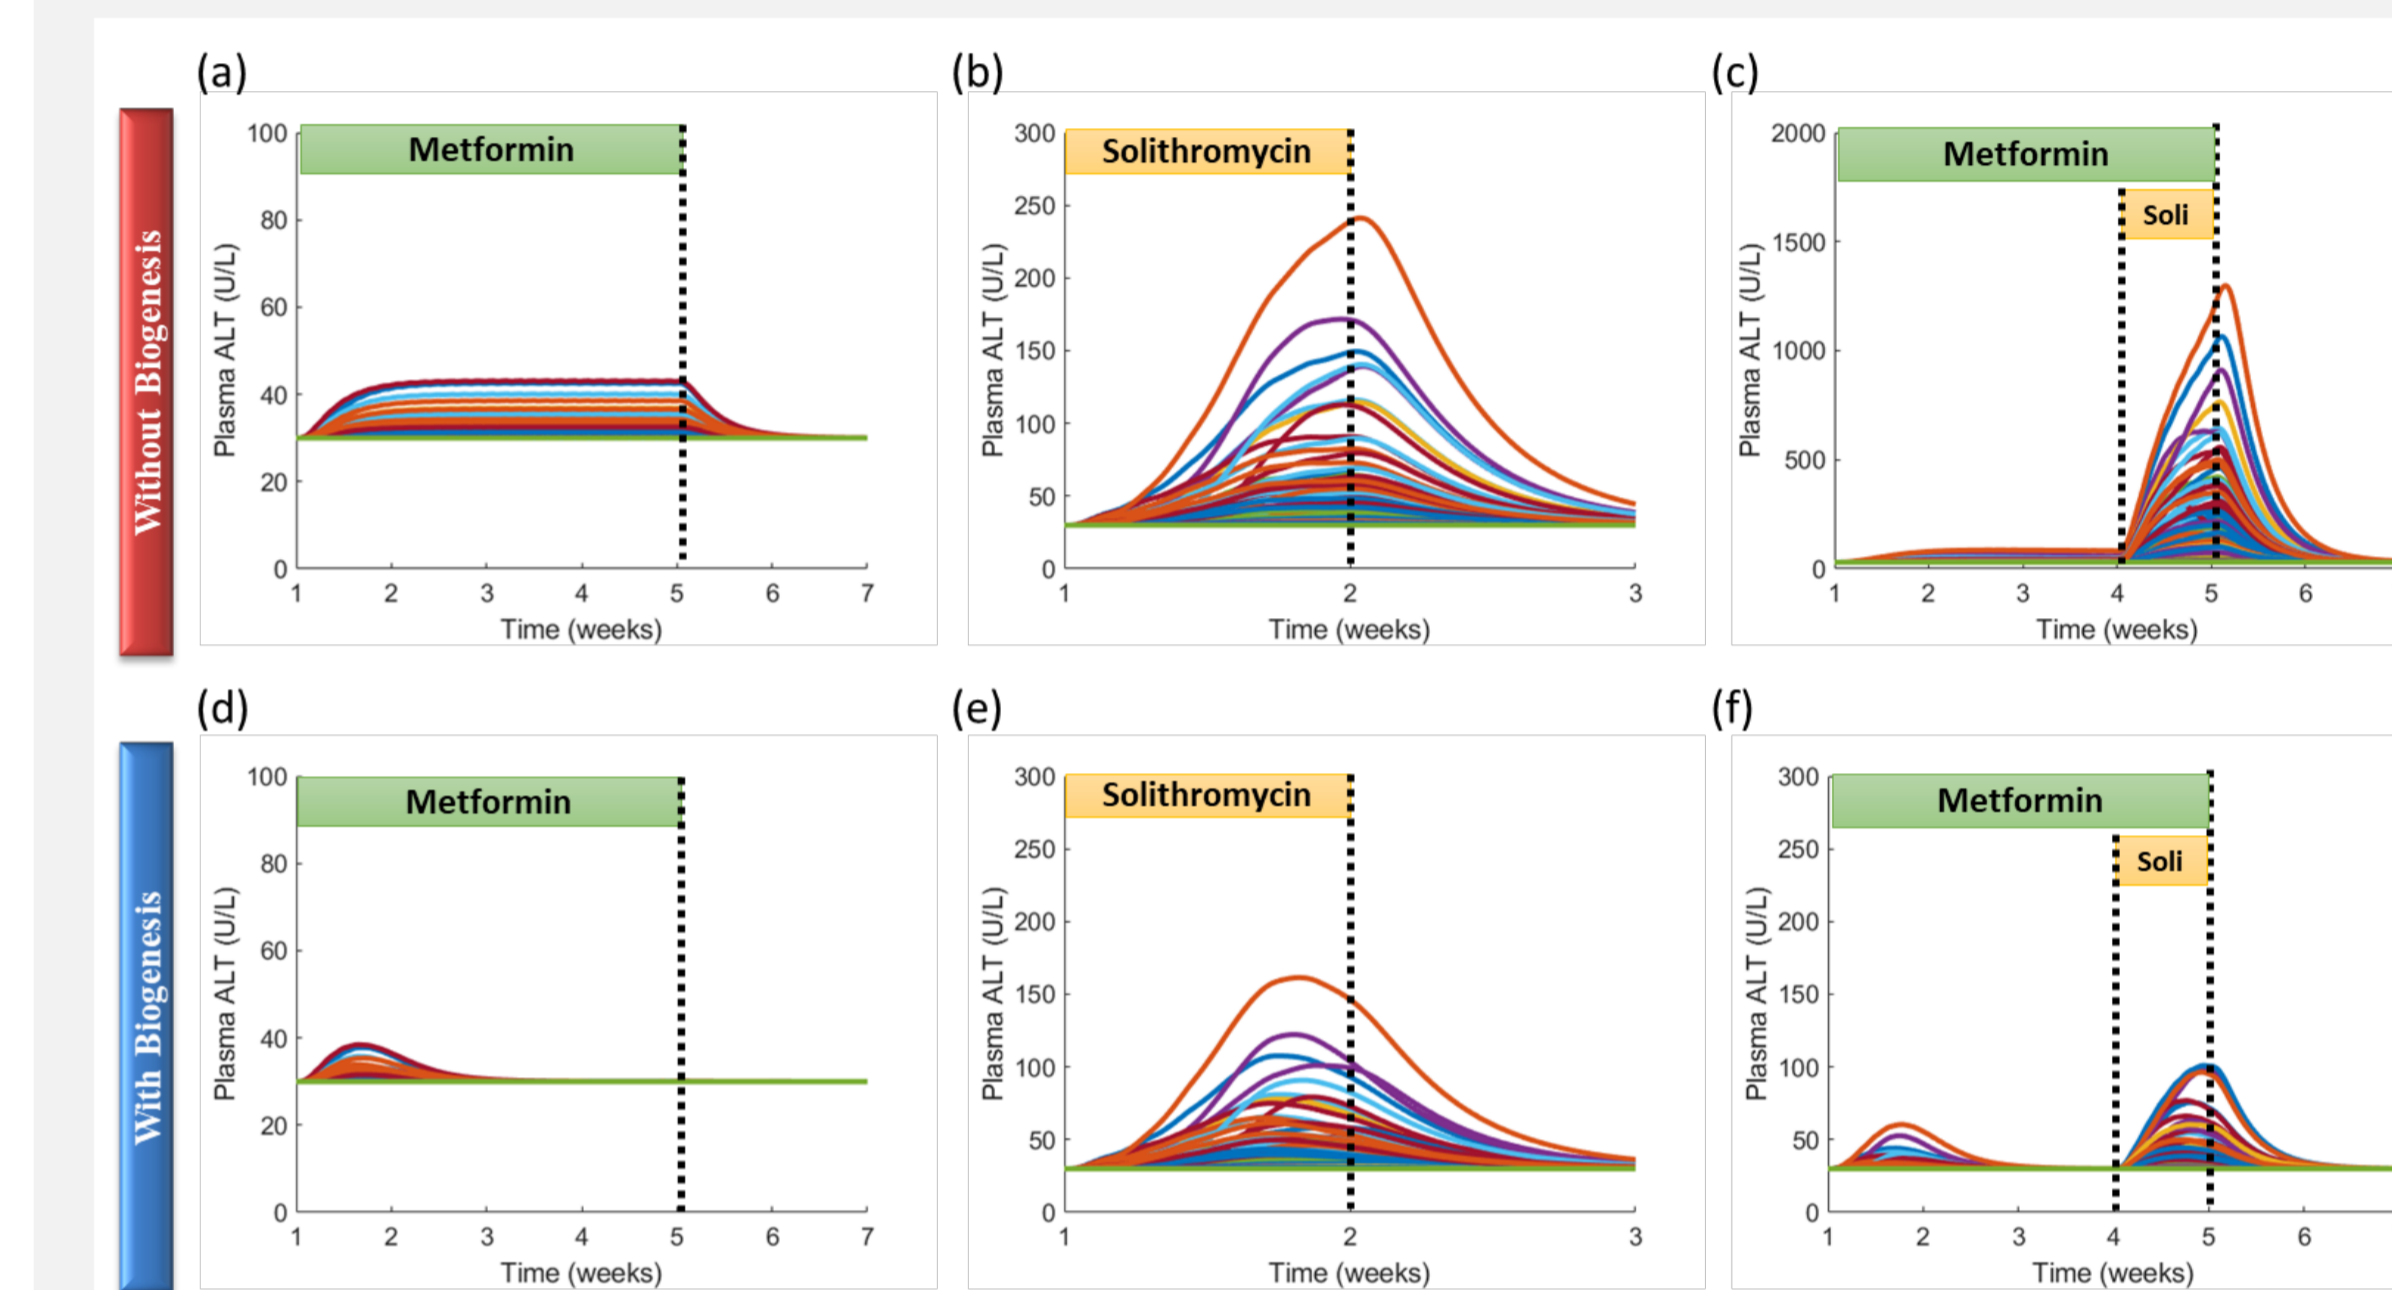 (a)
(b)
(c)
Without Biogenesis
Metformin
100
80
60
40
20
0
Plasma ALT (U/L)
1 2 3 4 5 6 7
Time (weeks)
Solithromycin
300
250
200
150
100
50
0
Plasma ALT (U/L)
1 2 3
Time (weeks)
Metformin
Soli
2000
1500
1000
500
0
Plasma ALT (U/L)
1 2 3 4 5 6
Time (weeks)
(d)
(e)
(f)
With Biogenesis
Metformin
100
80
60
40
20
0
Plasma ALT (U/L)
1 2 3 4 5 6 7
Time (weeks)
Solithromycin
300
250
200
150
100
50
0
Plasma ALT (U/L)
1 2 3
Time (weeks)
Metformin
Soli
300
250
200
150
100
50
0
Plasma ALT (U/L)
1 2 3 4 5 6
Time (weeks)